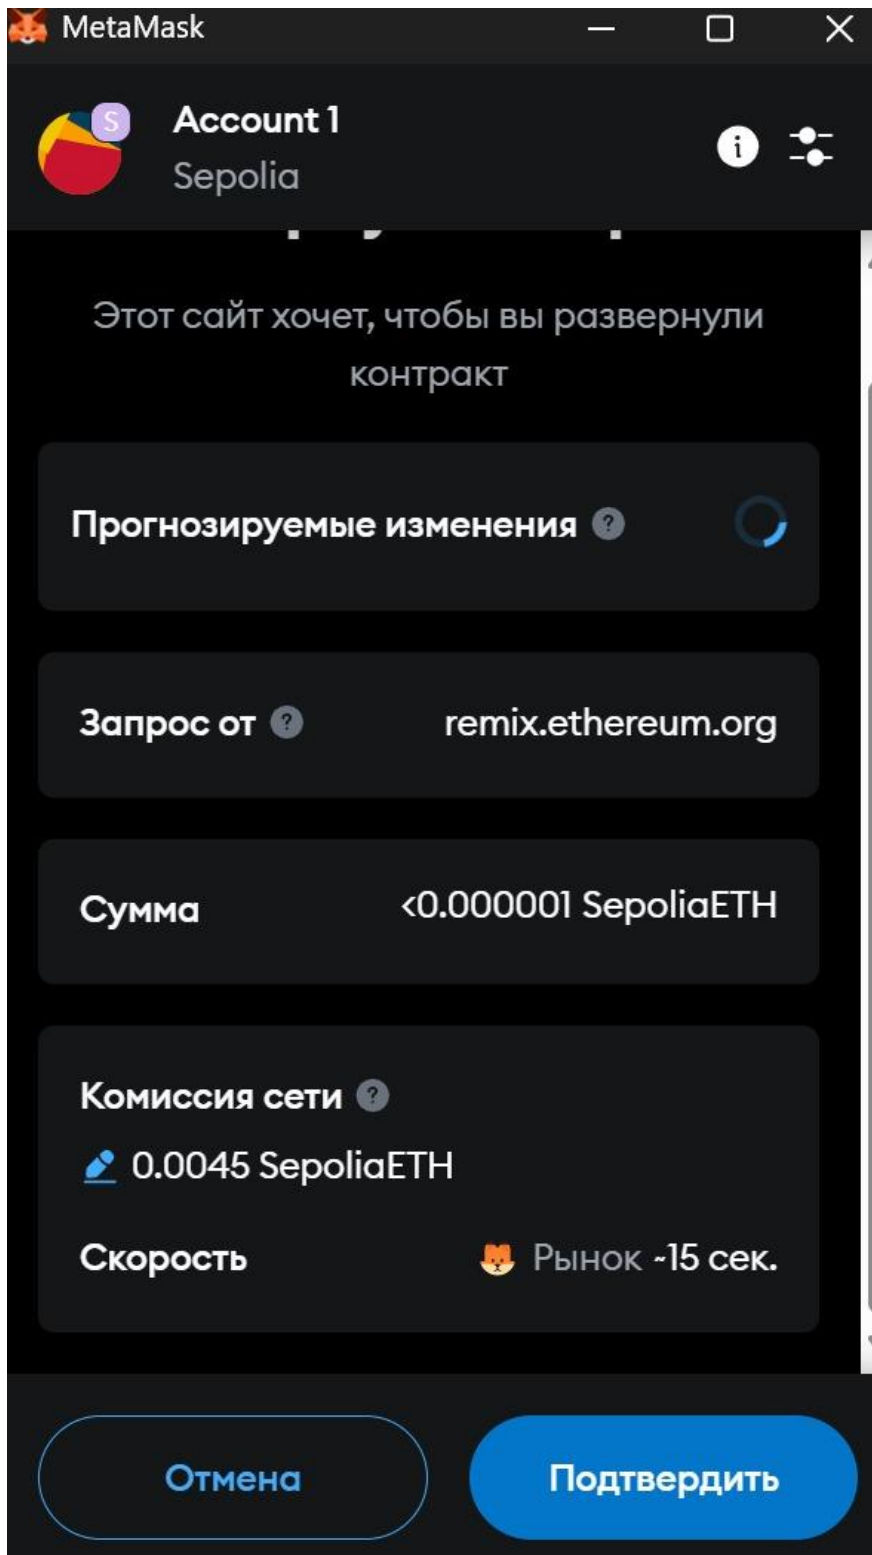 MetaMask
S
Account 1
Sepolia
Этот сайт хочет, чтобы вы развернули
контракт
Прогнозируемые изменения ?
Запрос от ? remix.ethereum.org
Сумма <0.000001 SepoliaETH
Комиссия сети ?
0.0045 SepoliaETH
Скорость Рынок ~15 сек.
Отмена Подтвердить